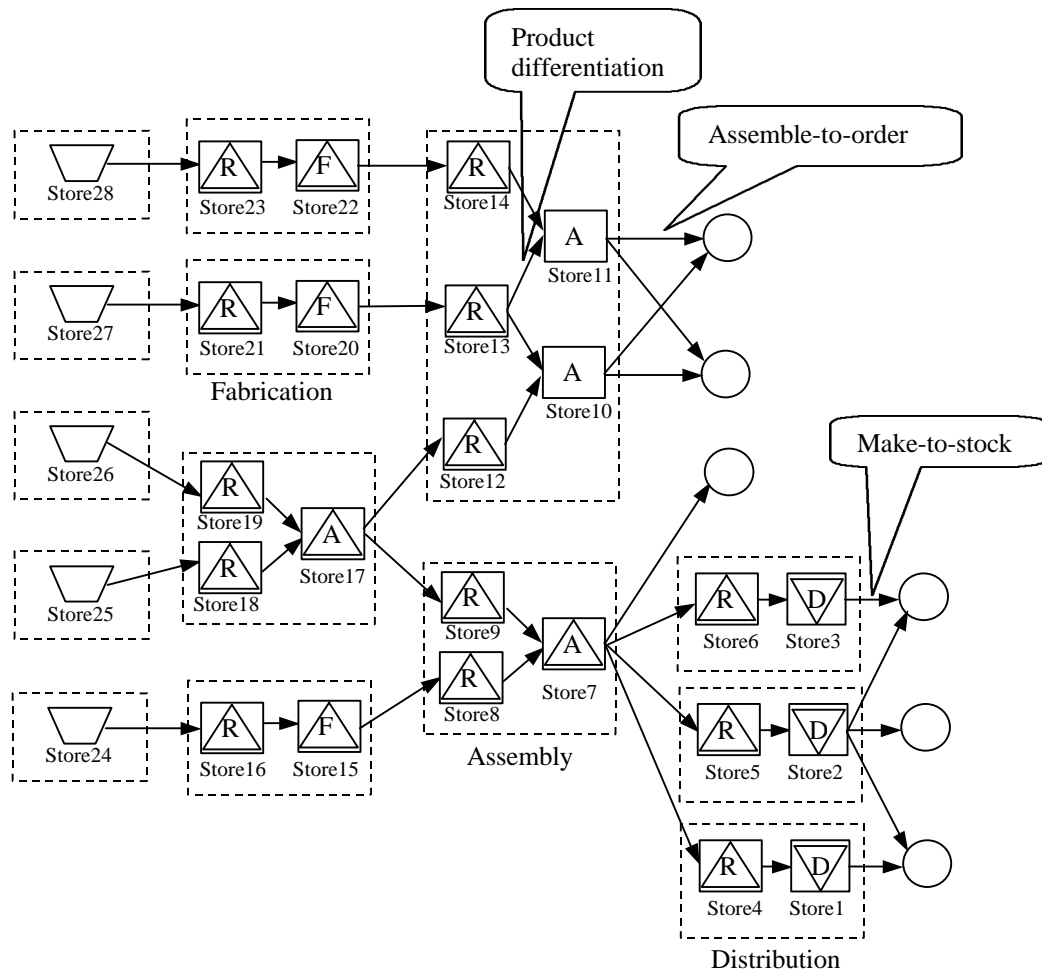 Product
differentiation
Assemble-to-order
R
F
R
Store28
Store23
Store22
Store14
A
Store11
R
F
R
Store27
Store21
Store20
Store13
Fabrication
A
Store10
R
Store26
Store12
Make-to-stock
R
Store19
A
R
Store25
Store18
Store17
R
Store9
A
R
Store8
Store7
R
D
Store6
Store3
Store24
R
F
Store16
Store15
Assembly
R
D
Store5
Store2
R
D
Store4
Store1
Distribution